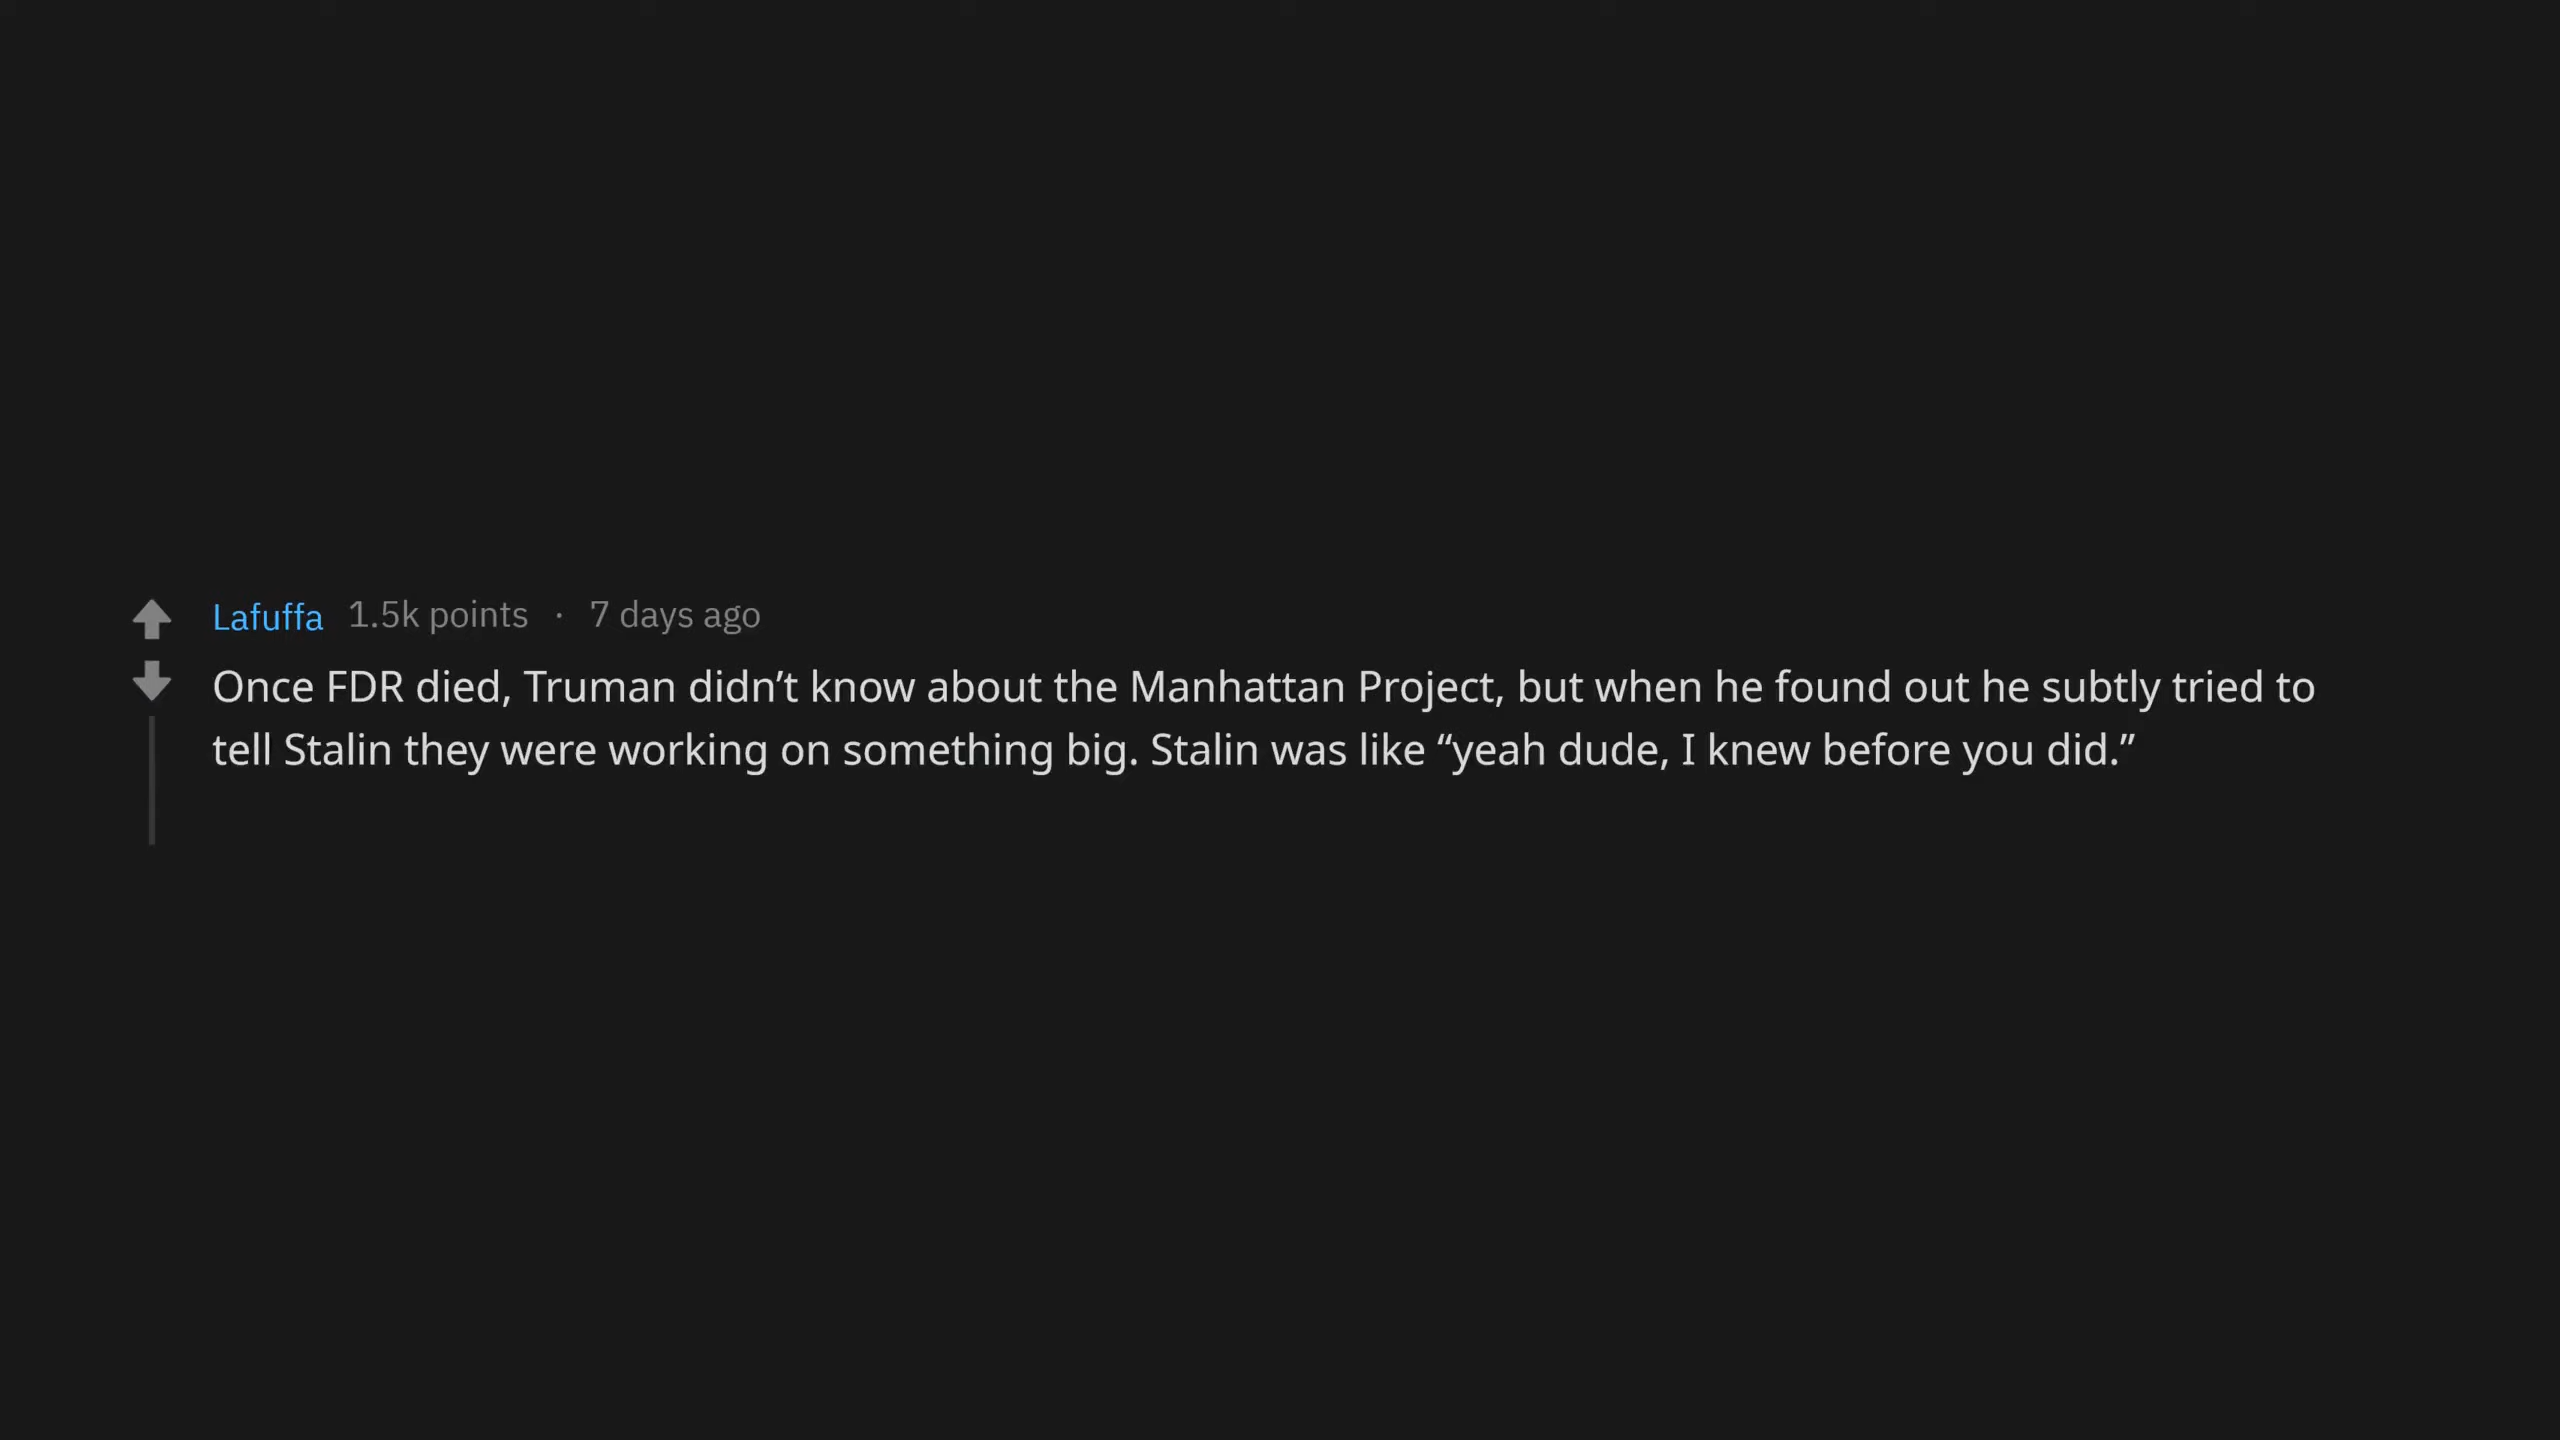 Lafuffa 1.5k points · 7 days ago
Once FDR died, Truman didn’t know about the Manhattan Project, but when he found out he subtly tried to
tell Stalin they were working on something big. Stalin was like “yeah dude, I knew before you did.”